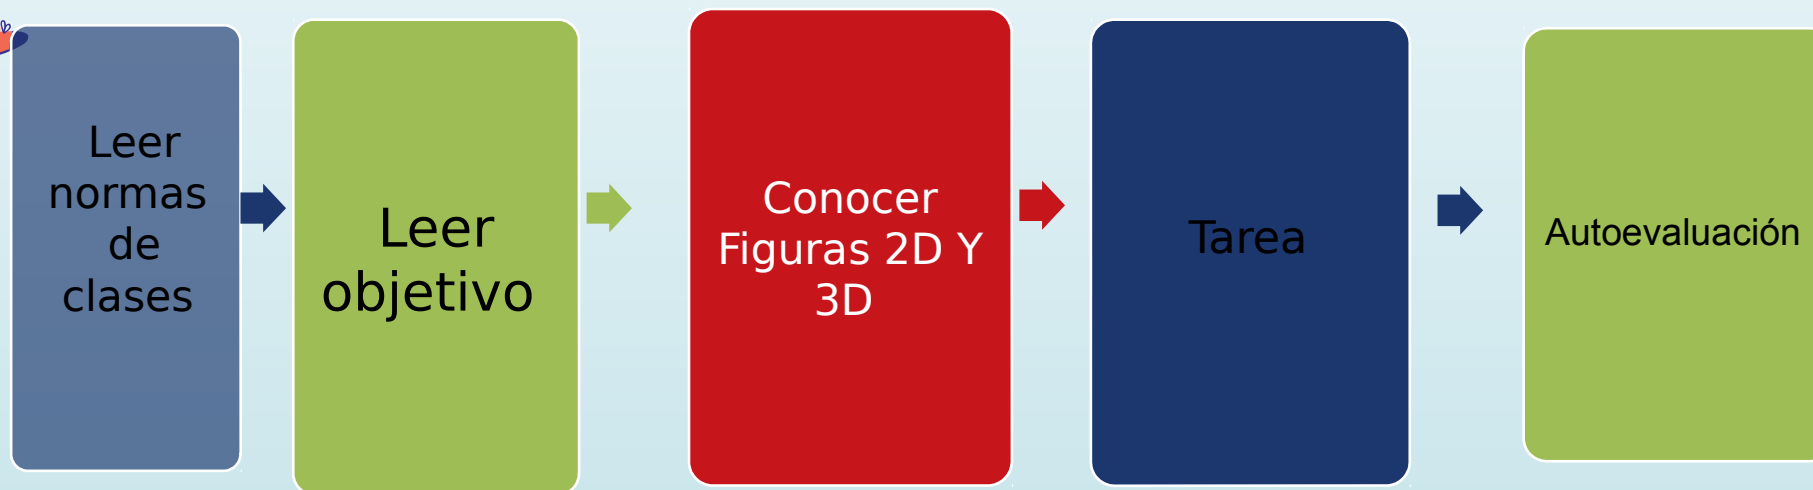 Leer
normas
de
clases
Leer
objetivo
Conocer
Figuras 2D Y
3D
Tarea
Autoevaluación